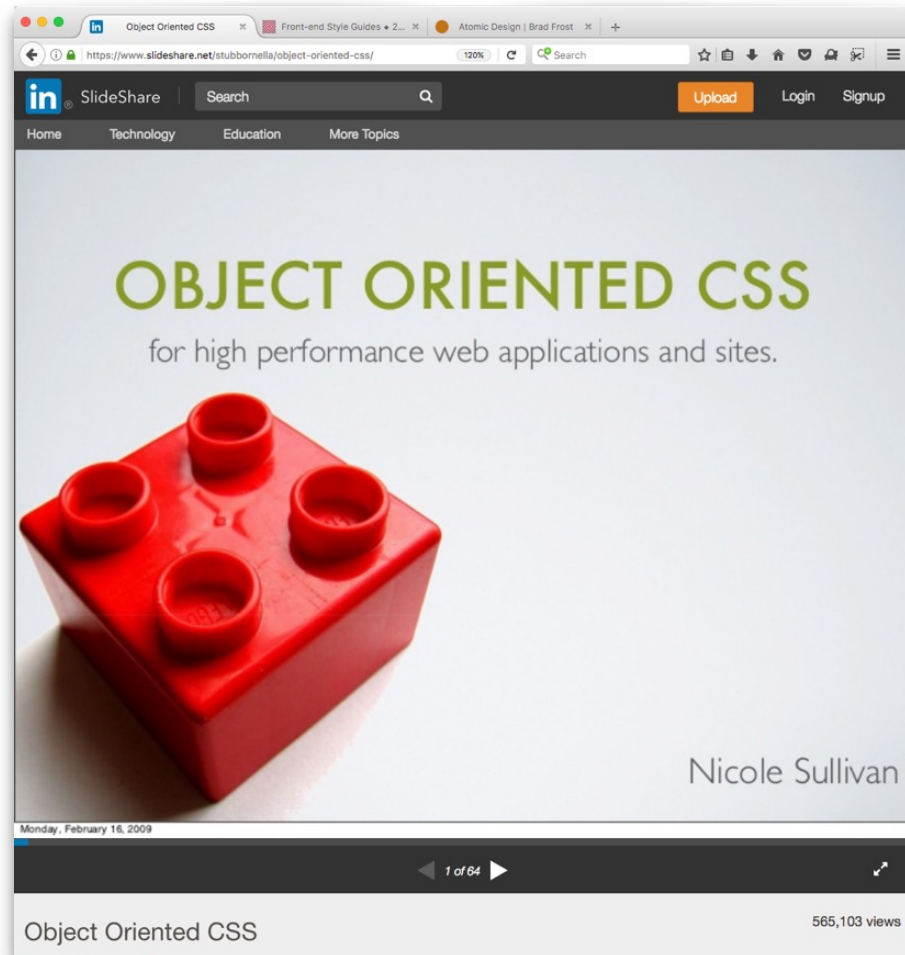 Object Oriented CSS
Front-end Style Guides ◆ 2...
Atomic Design | Brad Frost
https://www.slideshare.net/stubbornella/object-oriented-css/
120%
Search
in
SlideShare
Search
Upload
Login
Signup
Home
Technology
Education
More Topics
OBJECT ORIENTED CSS
for high performance web applications and sites.
Nicole Sullivan
Monday, February 16, 2009
1 of 64
Object Oriented CSS
565,103 views